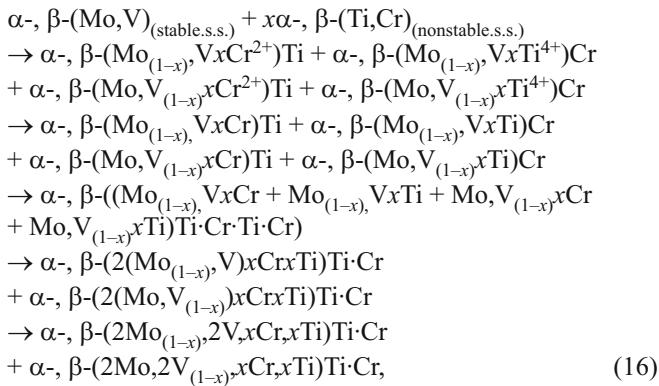 α-, β-(Mo,V)(stable.s.s.) + xα-, β-(Ti,Cr)(nonstable.s.s.)
→ α-, β-(Mo(1–x),VxCr2+)Ti + α-, β-(Mo(1–x),VxTi4+)Cr
+ α-, β-(Mo,V(1–x)xCr2+)Ti + α-, β-(Mo,V(1–x)xTi4+)Cr
→ α-, β-(Mo(1–x),VxCr)Ti + α-, β-(Mo(1–x),VxTi)Cr
+ α-, β-(Mo,V(1–x)xCr)Ti + α-, β-(Mo,V(1–x)xTi)Cr
→ α-, β-((Mo(1–x),VxCr + Mo(1–x),VxTi + Mo,V(1–x)xCr
+ Mo,V(1–x)xTi)Ti·Cr·Ti·Cr)
→ α-, β-(2(Mo(1–x),V)xCrxTi)Ti·Cr
+ α-, β-(2(Mo,V(1–x))xCrxTi)Ti·Cr
→ α-, β-(2Mo(1–x),2V,xCr,xTi)Ti·Cr
+ α-, β-(2Mo,2V(1–x),xCr,xTi)Ti·Cr, (16)